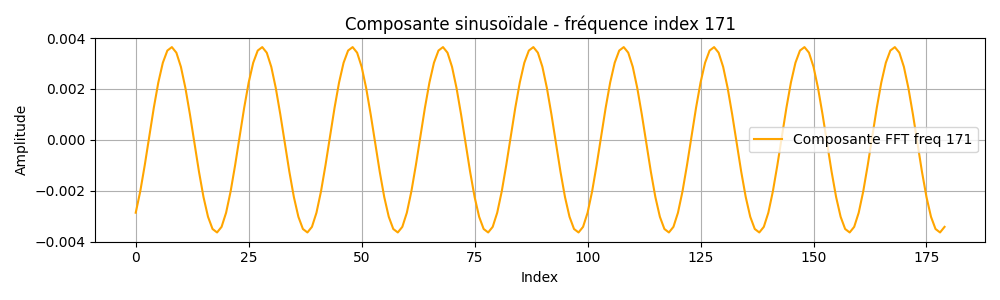 Composante sinusoïdale - fréquence index 171
Amplitude
0.004
0.002
0.000
−0.002
−0.004
Composante FFT freq 171
0 25 50 75 100 125 150 175
Index